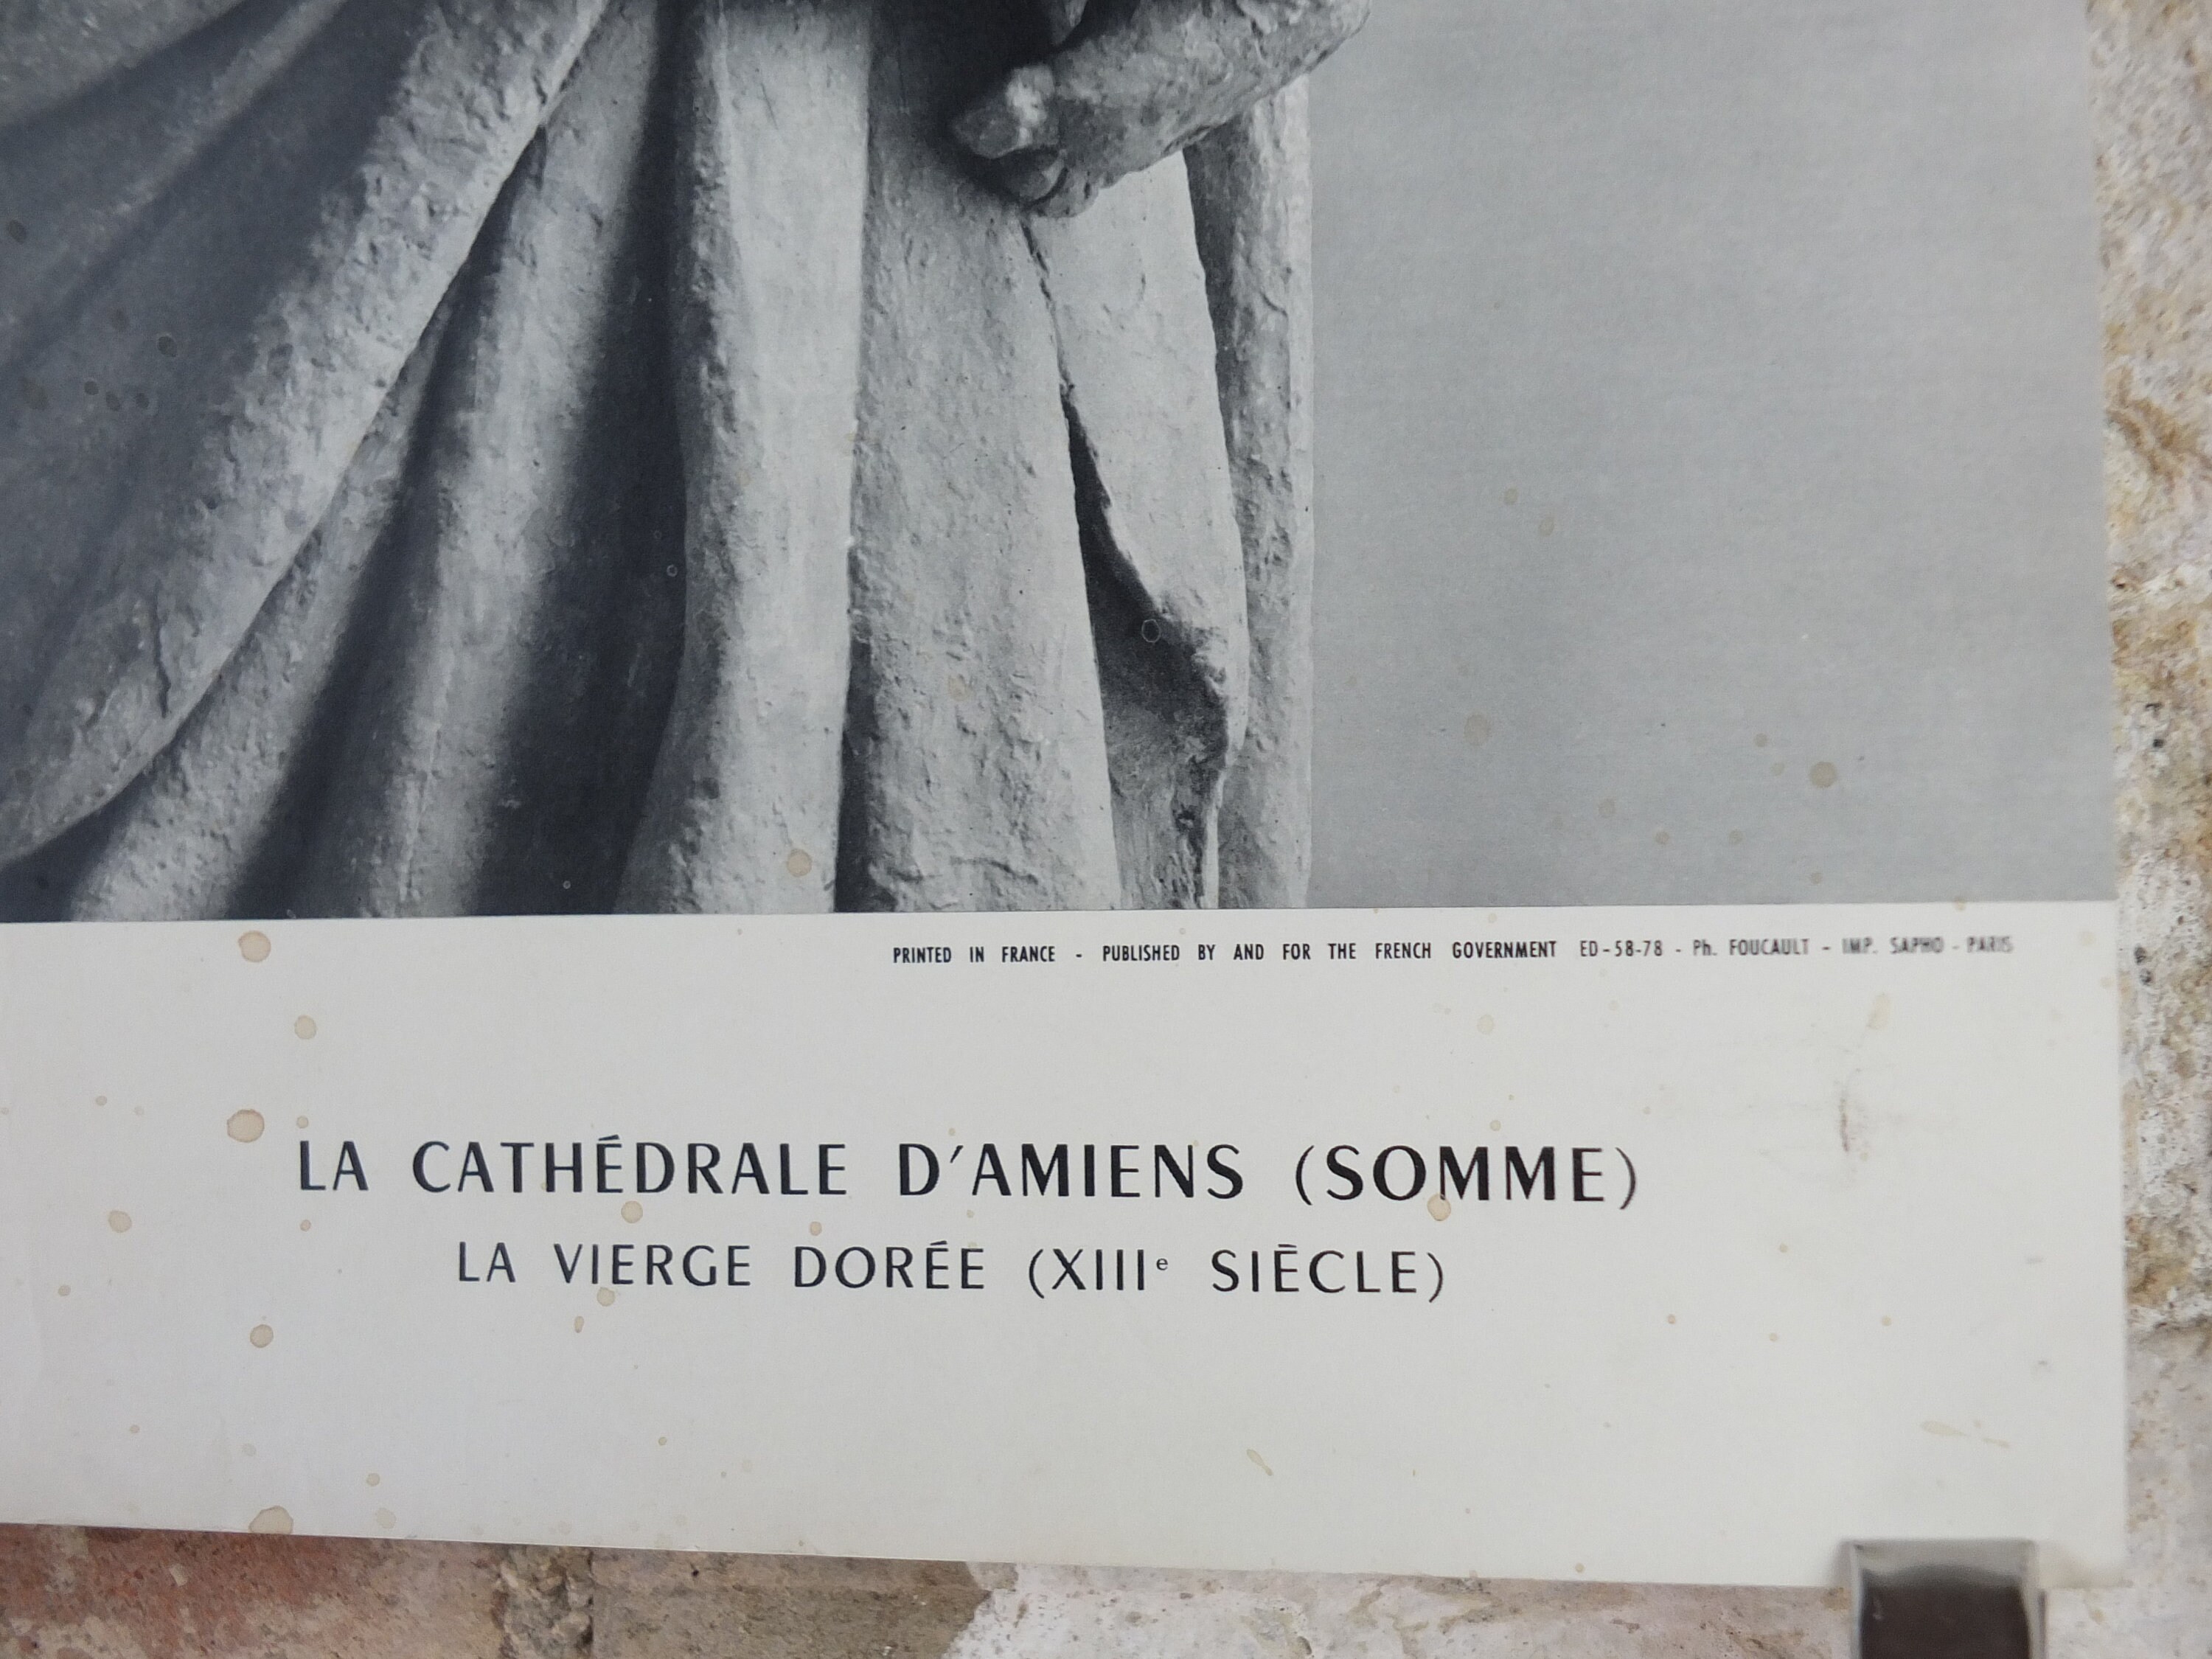 PRINTED IN FRANCE - PUBLISHED BY AND FOR THE FRENCH GOVERNMENT ED-58-78 - Ph. FOUCAULT - IMP. SAPHO - PARIS
LA CATHÉDRALE D'AMIENS (SOMME)
LA VIERGE DORÉE (XIIIe SIÈCLE)